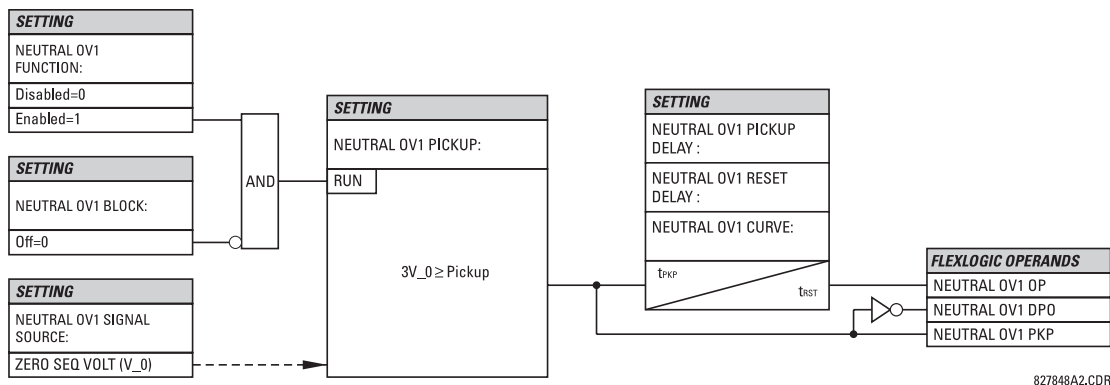 SETTING
NEUTRAL OV1
FUNCTION:
Disabled=0
Enabled=1
SETTING
NEUTRAL OV1 BLOCK:
Off=0
SETTING
NEUTRAL OV1 SIGNAL
SOURCE:
ZERO SEQ VOLT (V_0)
AND
SETTING
NEUTRAL OV1 PICKUP:
RUN
3V_0 ≥ Pickup
SETTING
NEUTRAL OV1 PICKUP
DELAY :
NEUTRAL OV1 RESET
DELAY :
NEUTRAL OV1 CURVE:
tPKP
tRST
FLEXLOGIC OPERANDS
NEUTRAL OV1 OP
NEUTRAL OV1 DPO
NEUTRAL OV1 PKP
827848A2.CDR